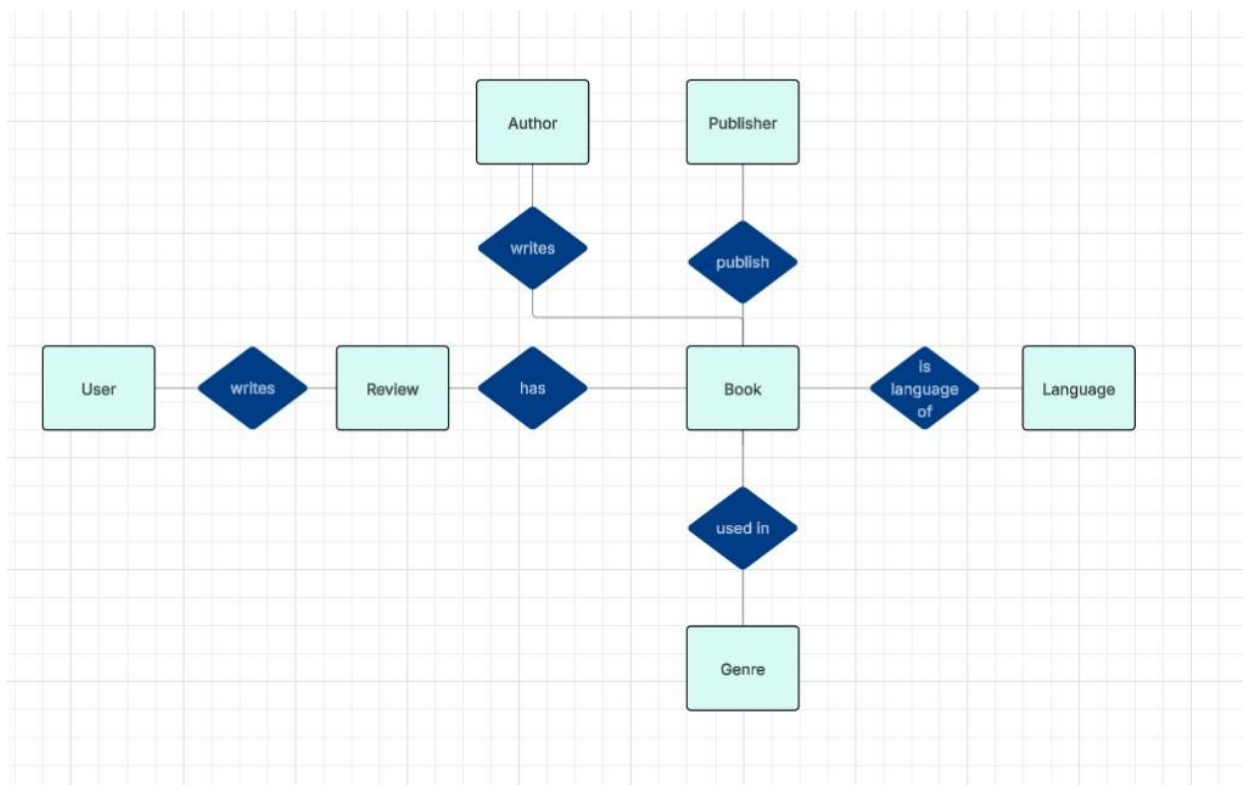 Author
Publisher
writes
publish
User
writes
Review
has
Book
is
language
of
Language
used in
Genre